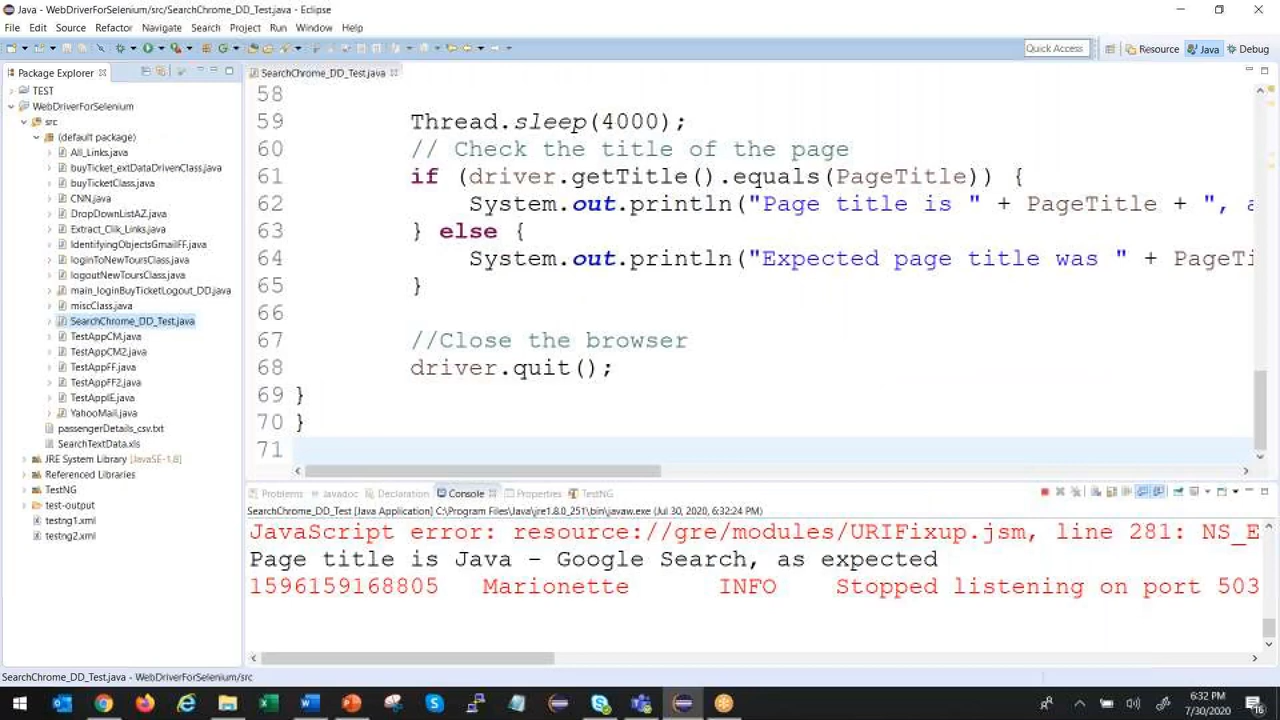 Java - WebDriverForSelenium/src/SearchChrome_DD_Test.java - Eclipse
File Edit Source Refactor Navigate Search Project Run Window Help
Quick Access
Resource
Java
Debug
Package Explorer
SearchChrome_DD_Test.java
TEST
WebDriverForSelenium
src
(default package)
All_Links.java
buyTicket_extDataDrivenClass.java
buyTicketClass.java
CNN.java
DropDownListAZ.java
Extract_Clik_Links.java
IdentifyingObjectsGmailFF.java
loginToNewToursClass.java
logoutNewToursClass.java
main_loginBuyTicketLogout_DD.java
miscClass.java
SearchChrome_DD_Test.java
TestAppCM.java
TestAppCM2.java
TestAppFF.java
TestAppFF2.java
TestAppIE.java
YahooMail.java
passengerDetails_csv.txt
SearchTextData.xls
JRE System Library [JavaSE-1.8]
Referenced Libraries
TestNG
test-output
testng1.xml
testng2.xml
58
59 Thread.sleep(4000);
60 // Check the title of the page
61 if (driver.getTitle().equals(PageTitle)) {
62 System.out.println("Page title is " + PageTitle + ", a
63 } else {
64 System.out.println("Expected page title was " + PageTi
65 }
66
67 //Close the browser
68 driver.quit();
69 }
70 }
71
Problems Javadoc Declaration Console Properties TestNG
SearchChrome_DD_Test [Java Application] C:\Program Files\Java\jre1.8.0_251\bin\javaw.exe (Jul 30, 2020, 6:32:24 PM)
JavaScript error: resource://gre/modules/URIFixup.jsm, line 281: NS_E
Page title is Java - Google Search, as expected
1596159168805 Marionette INFO Stopped listening on port 503
SearchChrome_DD_Test.java - WebDriverForSelenium/src
6:32 PM
7/30/2020
16